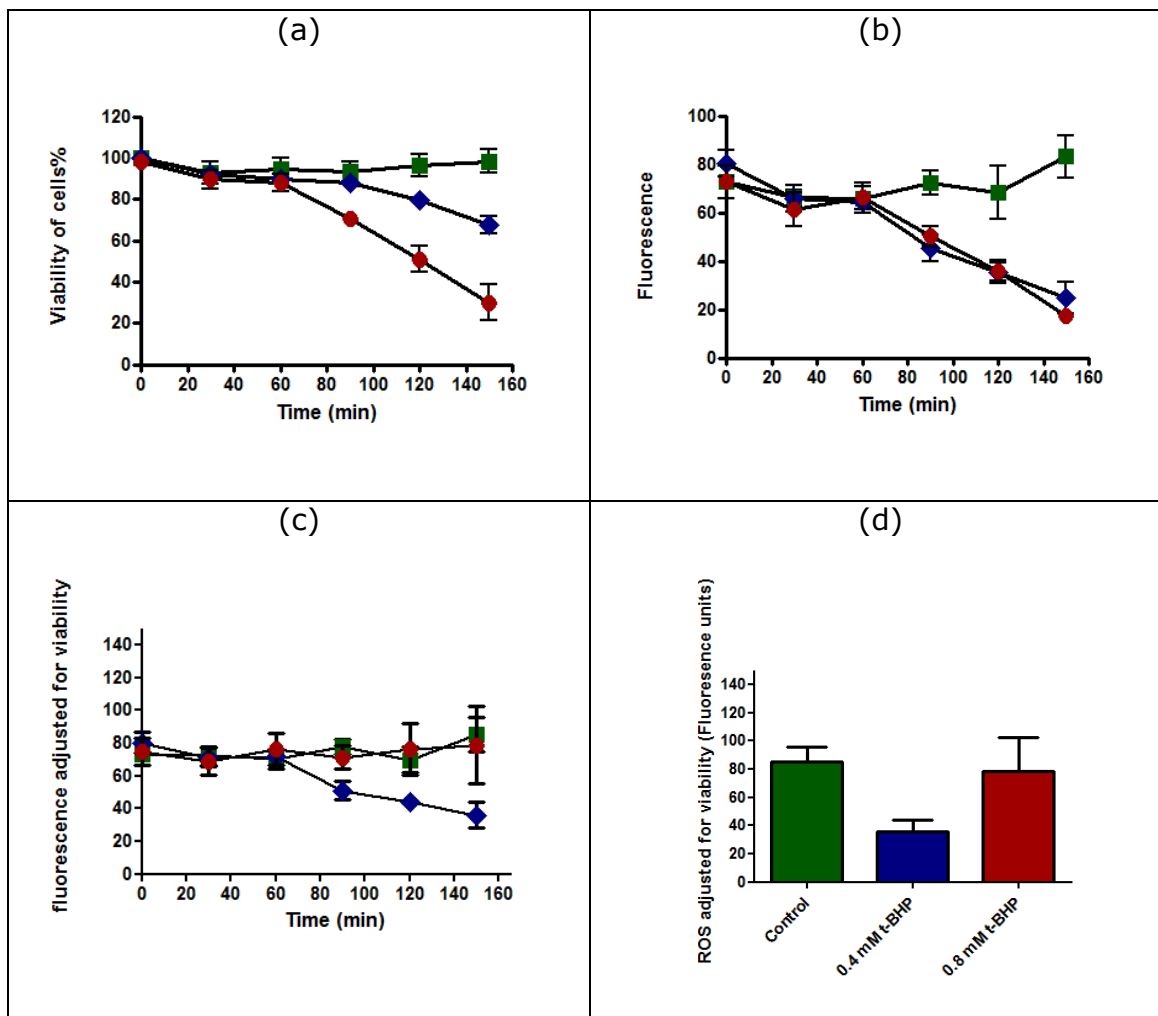 (a)
Viability of cells%
120
100
80
60
40
20
0
0 20 40 60 80 100 120 140 160
Time (min)
(b)
Fluorescence
100
80
60
40
20
0
0 20 40 60 80 100 120 140 160
Time (min)
(c)
fluorescence adjusted for viability
140
120
100
80
60
40
20
0
0 20 40 60 80 100 120 140 160
Time (min)
(d)
ROS adjusted for viability (Fluoresence units)
140
120
100
80
60
40
20
0
Control
0.4 mM t-BHP
0.8 mM t-BHP